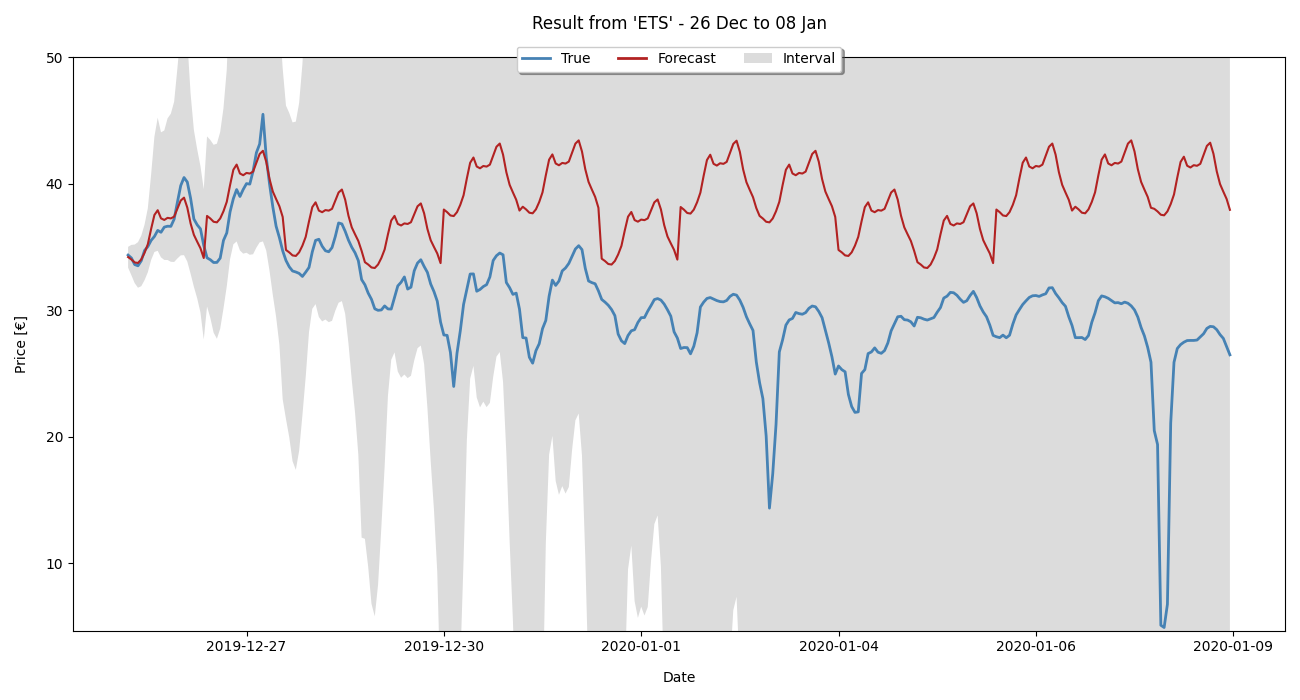 Result from 'ETS' - 26 Dec to 08 Jan
True Forecast Interval
50
40
30
20
10
Price [€]
2019-12-27 2019-12-30 2020-01-01 2020-01-04 2020-01-06 2020-01-09
Date